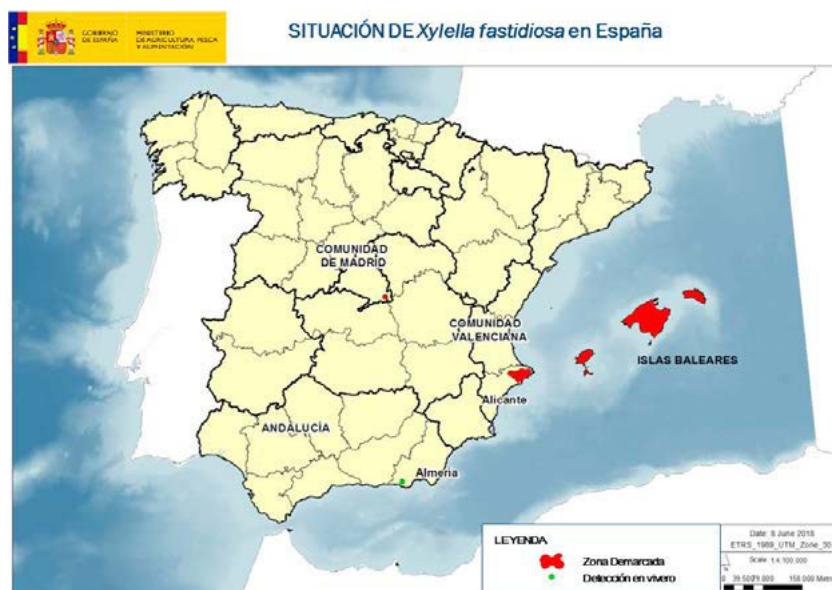 GOBIERNO
DE ESPAÑA
MINISTERIO
DE AGRICULTURA, PESCA
Y ALIMENTACIÓN
SITUACIÓN DE Xylella fastidiosa en España
COMUNIDAD
DE MADRID
COMUNIDAD
VALENCIANA
ISLAS BALEARES
Alicante
ANDALUCÍA
Almeria
LEYENDA
Zona Demarcada
Detección en vivero
Date: 8 June 2018
ETRS_1989_UTM_Zone_30
Scale: 1:4,100,000